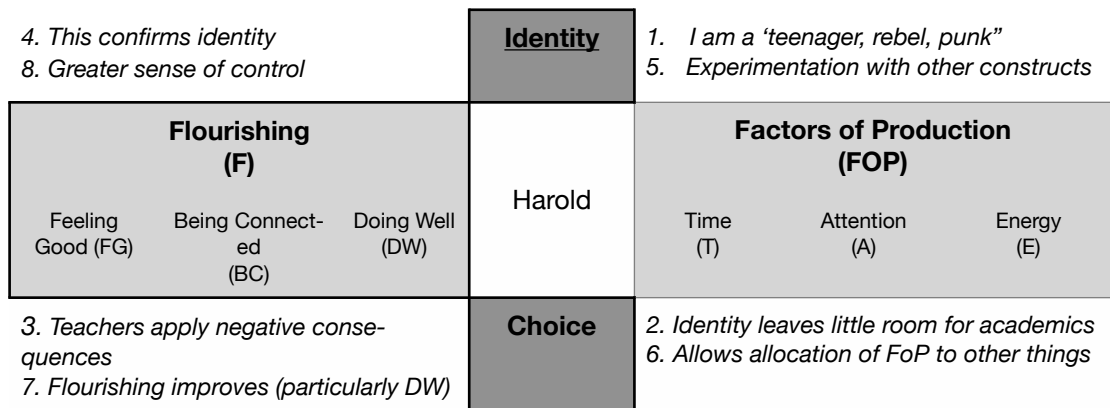 4. This confirms identity
8. Greater sense of control
Identity
1. I am a ‘teenager, rebel, punk”
5. Experimentation with other constructs
Flourishing
(F)
Feeling
Good (FG)
Being Connect-
ed
(BC)
Doing Well
(DW)
Harold
Factors of Production
(FOP)
Time
(T)
Attention
(A)
Energy
(E)
3. Teachers apply negative conse-
quences
7. Flourishing improves (particularly DW)
Choice
2. Identity leaves little room for academics
6. Allows allocation of FoP to other things